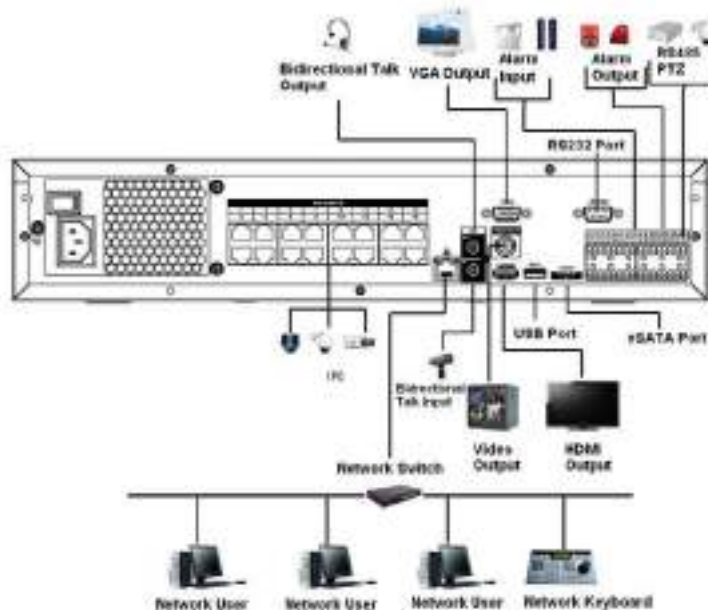 Bidirectional Talk
Output
VGA Output
Alarm
Input
Alarm
Output
RS485
PTZ
RS232 Port
USB Port
eSATA Port
IPC
Bidirectional
Talk Input
Video
Output
HDMI
Output
Network Switch
Network User
Network User
Network User
Network Keyboard